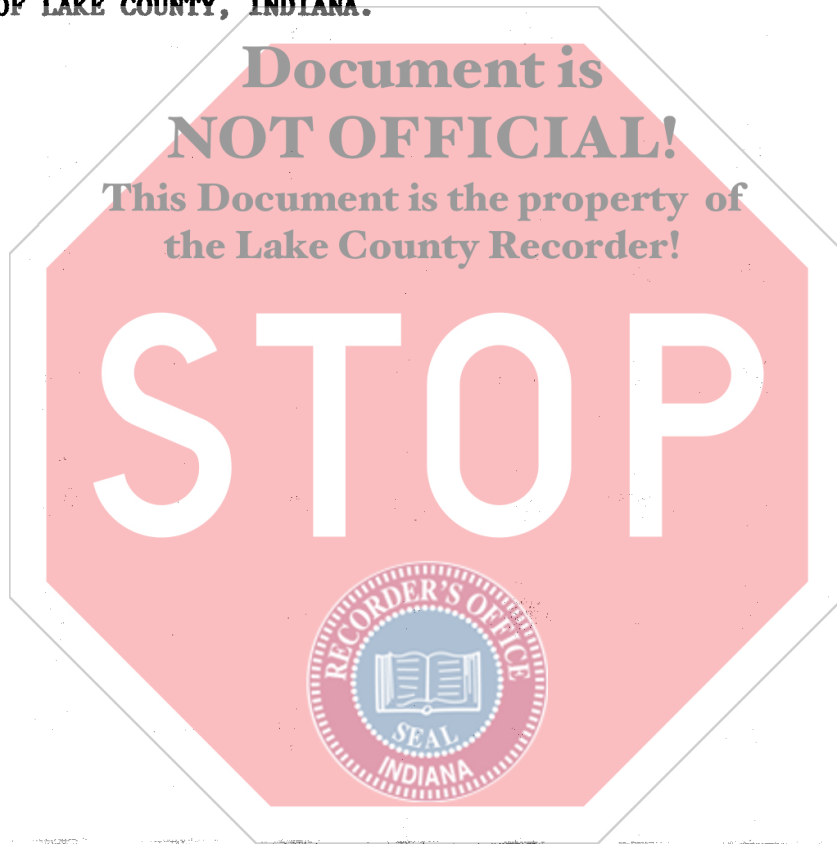 OF LAKE COUNTY, INDIANA.
Document is
NOT OFFICIAL!
This Document is the property of
the Lake County Recorder!
STOP
RECORDER'S OFFICE
SEAL
INDIANA